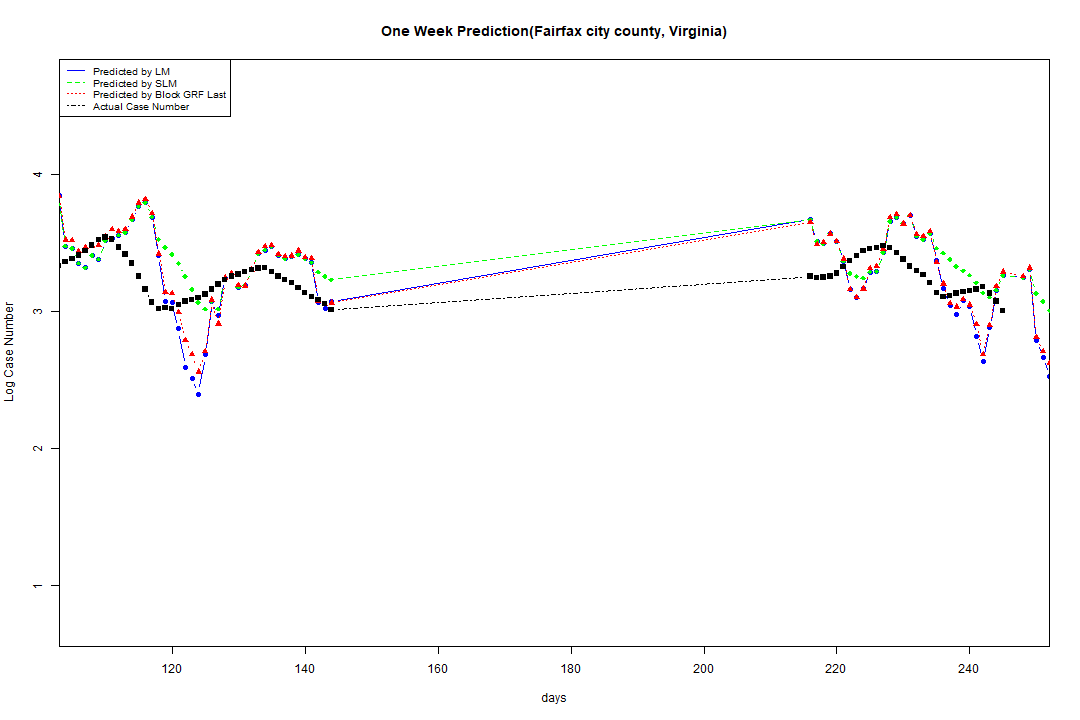 One Week Prediction(Fairfax city county, Virginia)
Predicted by LM
Predicted by SLM
Predicted by Block GRF Last
Actual Case Number
Log Case Number
4
3
2
1
120 140 160 180 200 220 240
days